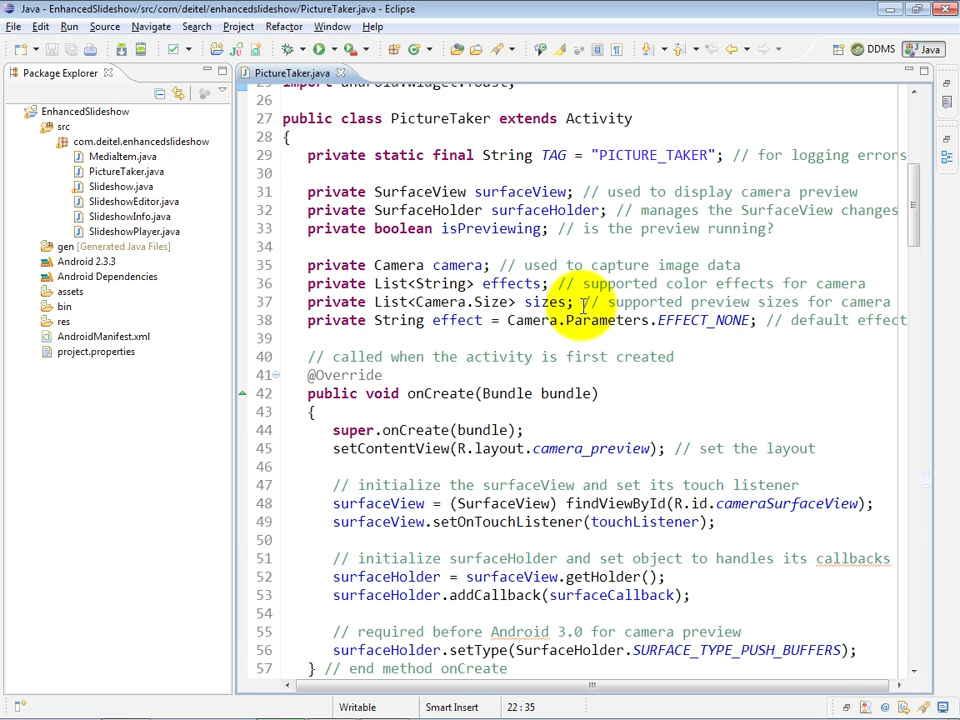 Java - EnhancedSlideshow/src/com/deitel/enhancedslideshow/PictureTaker.java - Eclipse
File Edit Run Source Navigate Search Project Refactor Window Help
DDMS Java
Package Explorer
PictureTaker.java
EnhancedSlideshow
src
com.deitel.enhancedslideshow
MediaItem.java
PictureTaker.java
Slideshow.java
SlideshowEditor.java
SlideshowInfo.java
SlideshowPlayer.java
gen [Generated Java Files]
Android 2.3.3
Android Dependencies
assets
bin
res
AndroidManifest.xml
project.properties
25 import android.widget.Toast;
26
27 public class PictureTaker extends Activity
28 {
29 private static final String TAG = "PICTURE_TAKER"; // for logging errors
30
31 private SurfaceView surfaceView; // used to display camera preview
32 private SurfaceHolder surfaceHolder; // manages the SurfaceView changes
33 private boolean isPreviewing; // is the preview running?
34
35 private Camera camera; // used to capture image data
36 private List<String> effects; // supported color effects for camera
37 private List<Camera.Size> sizes; // supported preview sizes for camera
38 private String effect = Camera.Parameters.EFFECT_NONE; // default effect
39
40 // called when the activity is first created
41 @Override
42 public void onCreate(Bundle bundle)
43 {
44 super.onCreate(bundle);
45 setContentView(R.layout.camera_preview); // set the layout
46
47 // initialize the surfaceView and set its touch listener
48 surfaceView = (SurfaceView) findViewById(R.id.cameraSurfaceView);
49 surfaceView.setOnTouchListener(touchListener);
50
51 // initialize surfaceHolder and set object to handles its callbacks
52 surfaceHolder = surfaceView.getHolder();
53 surfaceHolder.addCallback(surfaceCallback);
54
55 // required before Android 3.0 for camera preview
56 surfaceHolder.setType(SurfaceHolder.SURFACE_TYPE_PUSH_BUFFERS);
57 } // end method onCreate
Writable Smart Insert 22 : 35